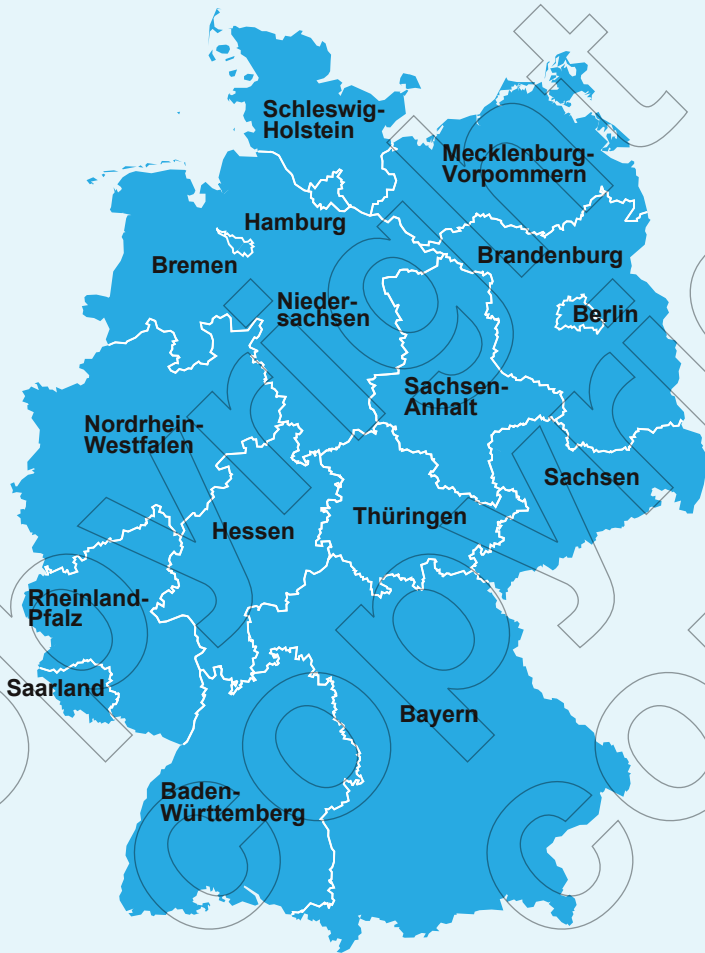 Schleswig-
Holstein
Mecklenburg-
Vorpommern
Hamburg
Bremen
Brandenburg
Nieder-
sachsen
Berlin
Sachsen-
Anhalt
Nordrhein-
Westfalen
Sachsen
Thüringen
Hessen
Rheinland-
Pfalz
Saarland
Bayern
Baden-
Württemberg
copyright